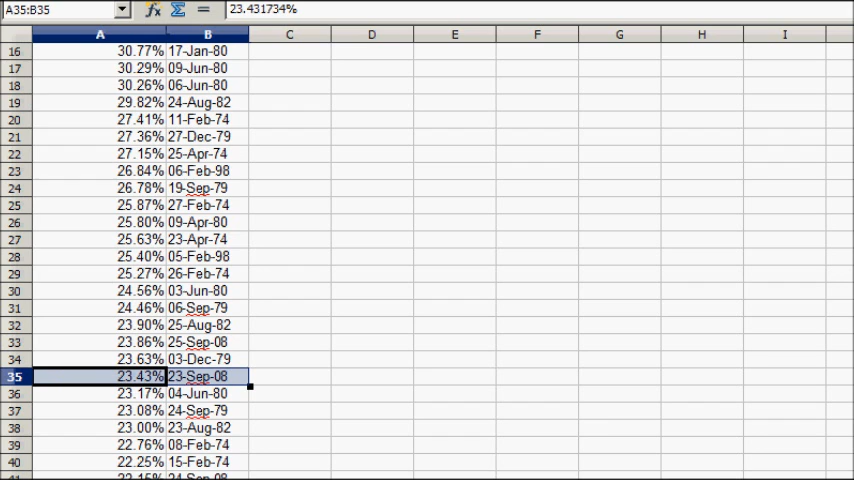 A35:B35 fx Σ = 23.431734%
A B C D E F G H I
16 30.77% 17-Jan-80
17 30.29% 09-Jun-80
18 30.26% 06-Jun-80
19 29.82% 24-Aug-82
20 27.41% 11-Feb-74
21 27.36% 27-Dec-79
22 27.15% 25-Apr-74
23 26.84% 06-Feb-98
24 26.78% 19-Sep-79
25 25.87% 27-Feb-74
26 25.80% 09-Apr-80
27 25.63% 23-Apr-74
28 25.40% 05-Feb-98
29 25.27% 26-Feb-74
30 24.56% 03-Jun-80
31 24.46% 06-Sep-79
32 23.90% 25-Aug-82
33 23.86% 25-Sep-08
34 23.63% 03-Dec-79
35 23.43% 23-Sep-08
36 23.17% 04-Jun-80
37 23.08% 24-Sep-79
38 23.00% 23-Aug-82
39 22.76% 08-Feb-74
40 22.25% 15-Feb-74
41 22.15% 24-Sep-08